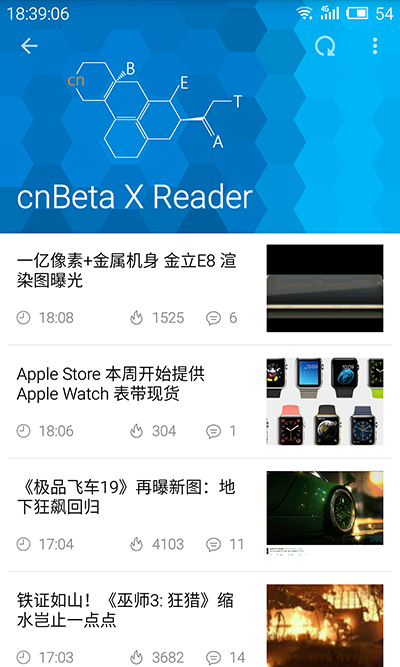 18:39:06
4G
54
cn
B
E
T
A
cnBeta X Reader
一亿像素+金属机身 金立E8 渲
染图曝光
18:08
1525
6
Apple Store 本周开始提供
Apple Watch 表带现货
18:06
304
1
《极品飞车19》再曝新图：地
下狂飙回归
17:04
4103
11
铁证如山！《巫师3: 狂猎》缩
水岂止一点点
17:03
3682
14